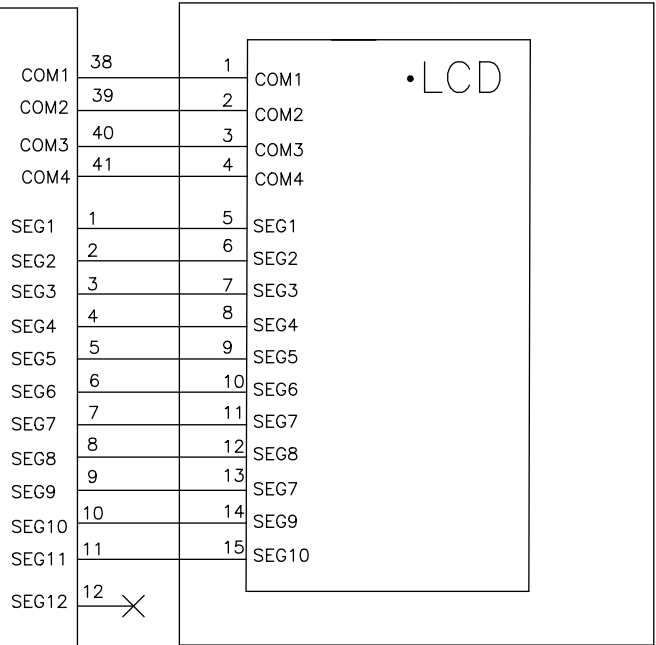 •LCD
COM1 38 1 COM1
COM2 39 2 COM2
COM3 40 3 COM3
COM4 41 4 COM4
SEG1 1 5 SEG1
SEG2 2 6 SEG2
SEG3 3 7 SEG3
SEG4 4 8 SEG4
SEG5 5 9 SEG5
SEG6 6 10 SEG6
SEG7 7 11 SEG7
SEG8 8 12 SEG8
SEG9 9 13 SEG7
SEG10 10 14 SEG9
SEG11 11 15 SEG10
SEG12 12